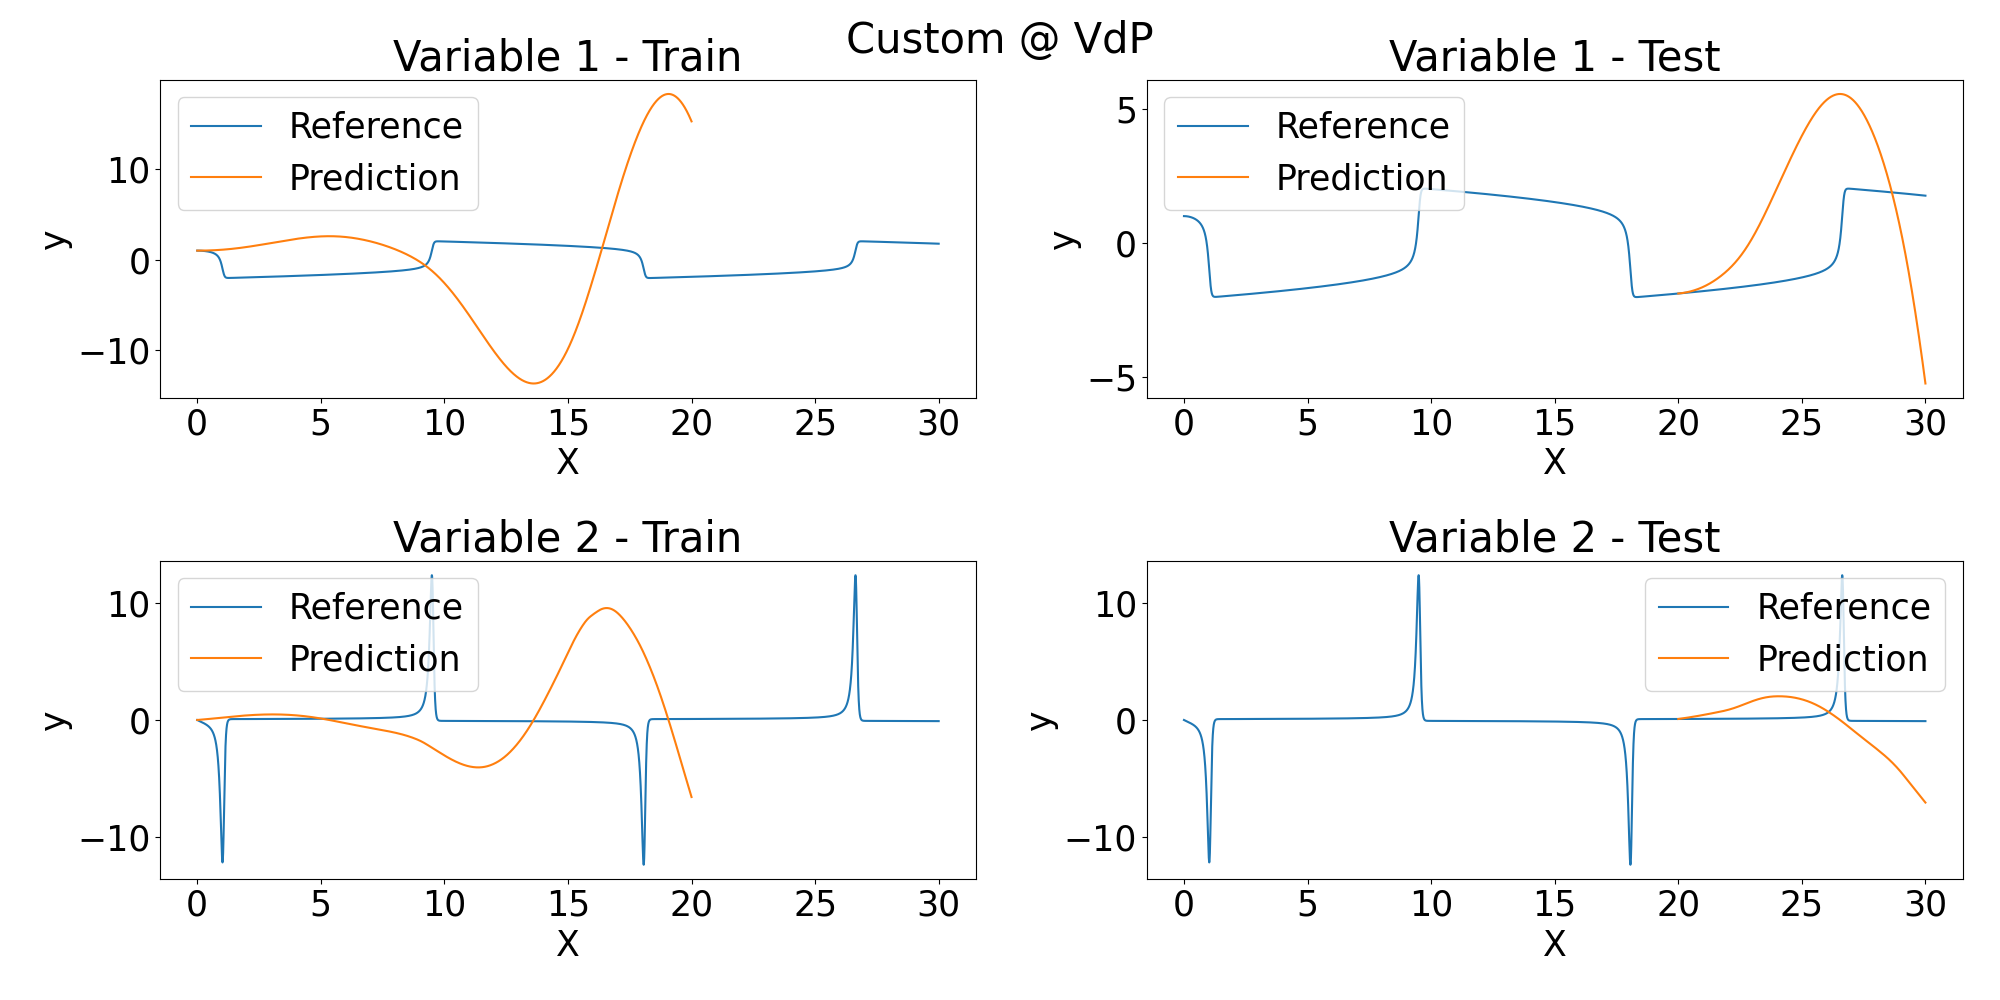 Custom @ VdP
Variable 1 - Train
Reference
Prediction
10
0
−10
y
0 5 10 15 20 25 30
X
Variable 1 - Test
Reference
Prediction
5
0
−5
y
0 5 10 15 20 25 30
X
Variable 2 - Train
Reference
Prediction
10
0
−10
y
0 5 10 15 20 25 30
X
Variable 2 - Test
Reference
Prediction
10
0
−10
y
0 5 10 15 20 25 30
X